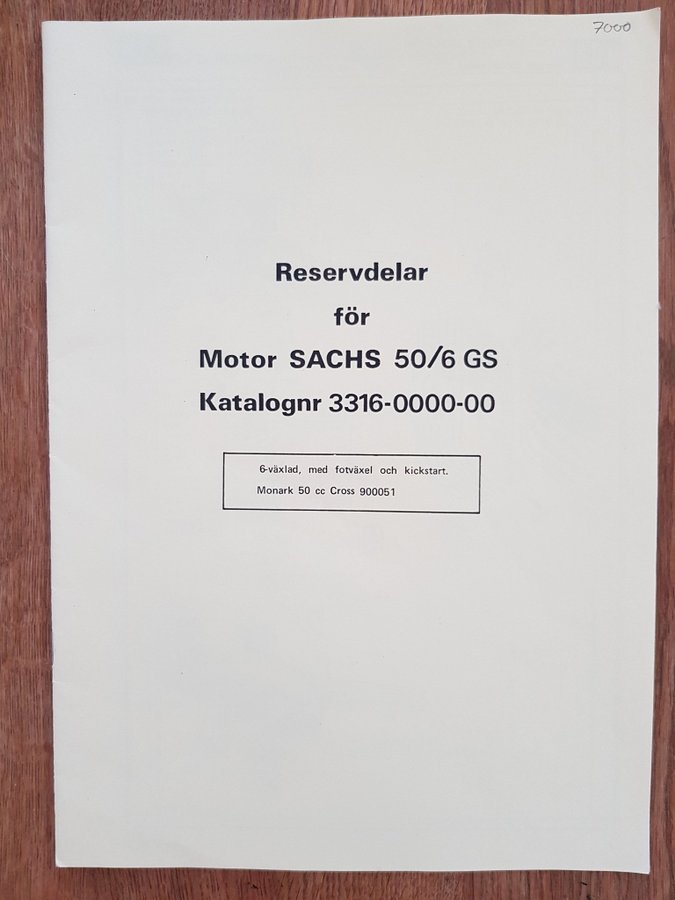 7000
Reservdelar
för
Motor SACHS 50/6 GS
Katalognr 3316-0000-00
6-växlad, med fotväxel och kickstart.
Monark 50 cc Cross 900051